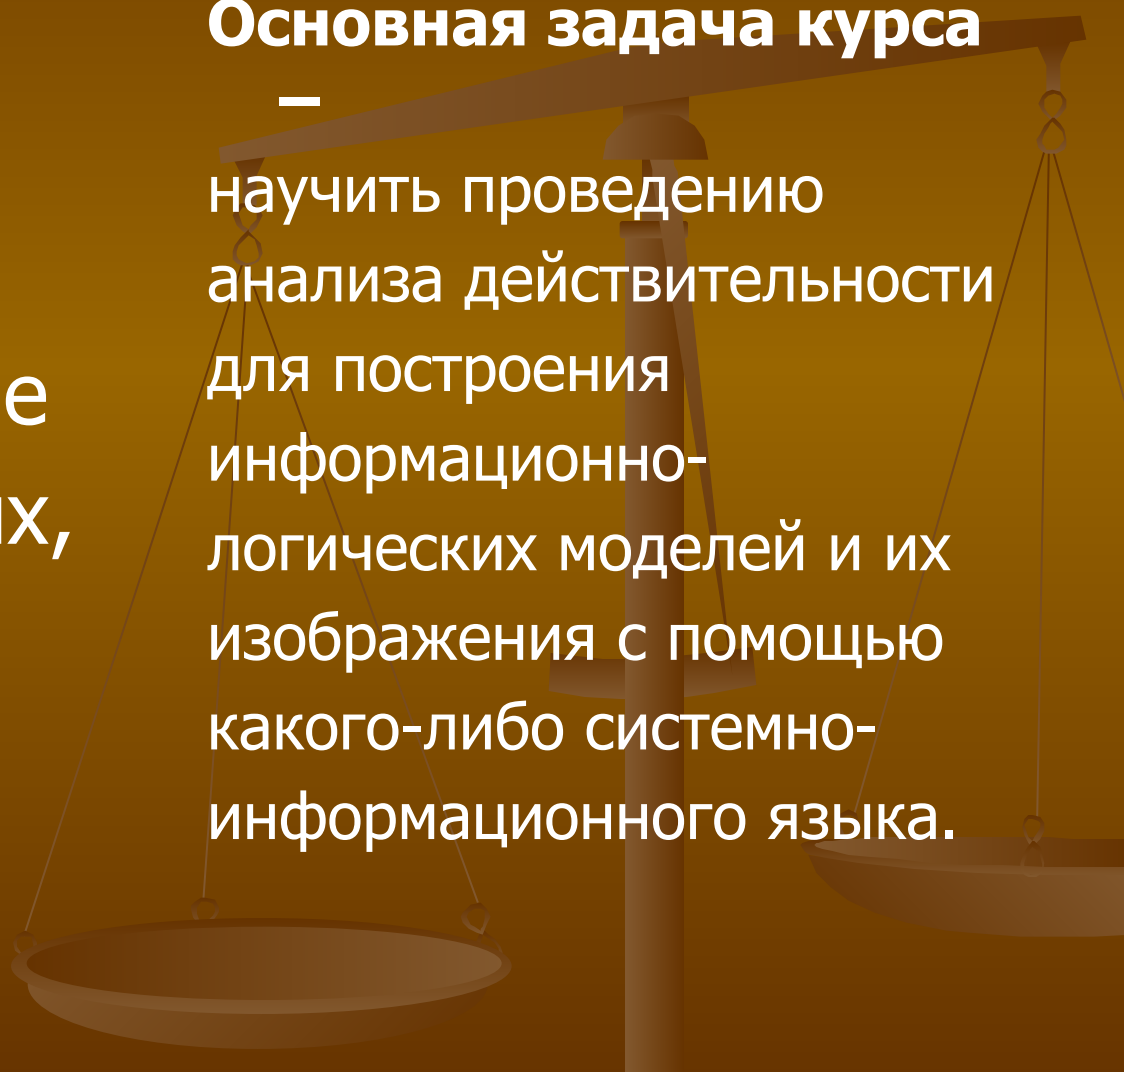 Основная задача курса
–
научить проведению
анализа действительности
для построения
информационно-
логических моделей и их
изображения с помощью
какого-либо системно-
информационного языка.